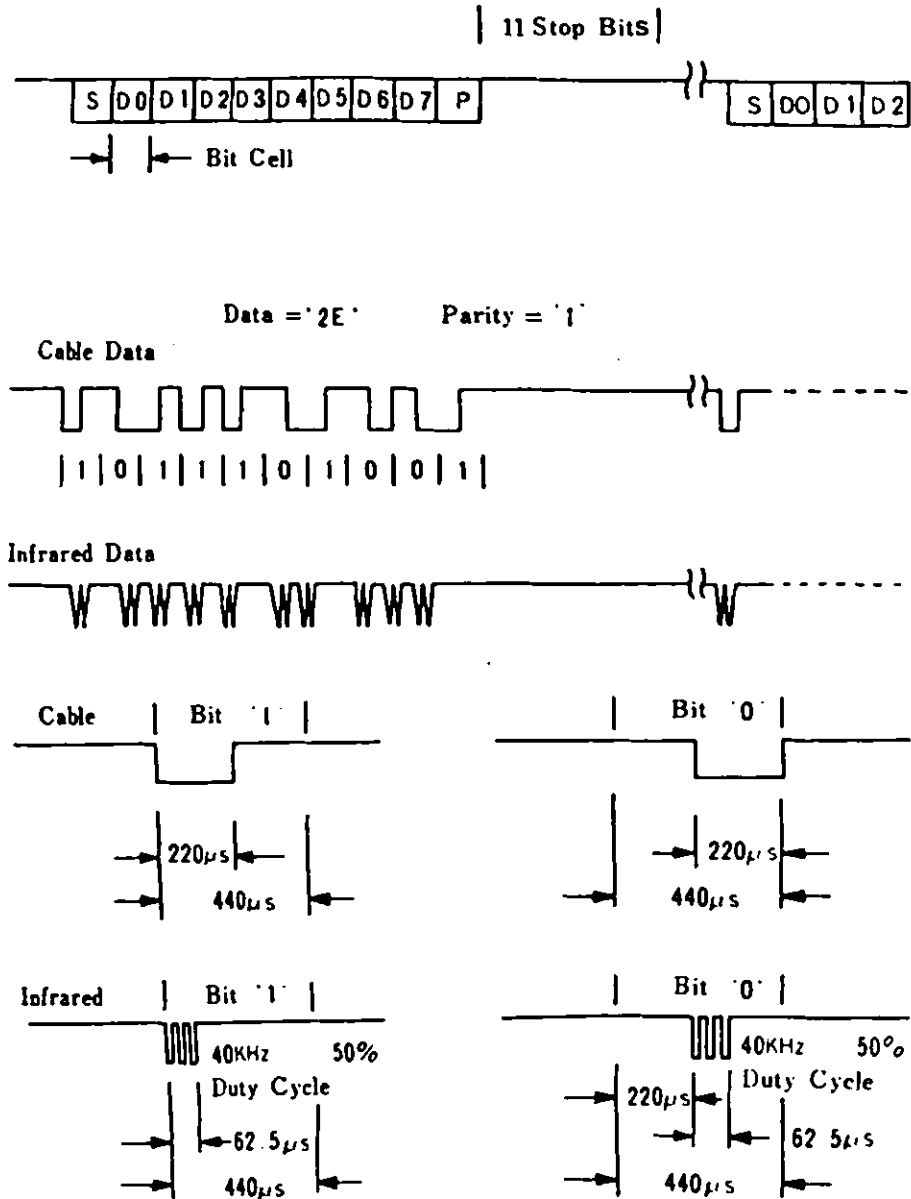 | 11 Stop Bits |
S D0 D1 D2 D3 D4 D5 D6 D7 P S D0 D1 D2
Bit Cell
Data = '2E' Parity = '1'
Cable Data
| 1 | 0 | 1 | 1 | 1 | 0 | 1 | 0 | 0 | 1 |
Infrared Data
Cable | Bit '1' | | Bit '0' |
220μs 220μs
440μs 440μs
Infrared | Bit '1' | | Bit '0' |
40KHz 50% 40KHz 50%
Duty Cycle Duty Cycle
220μs
62.5μs 62 5μs
440μs 440μs